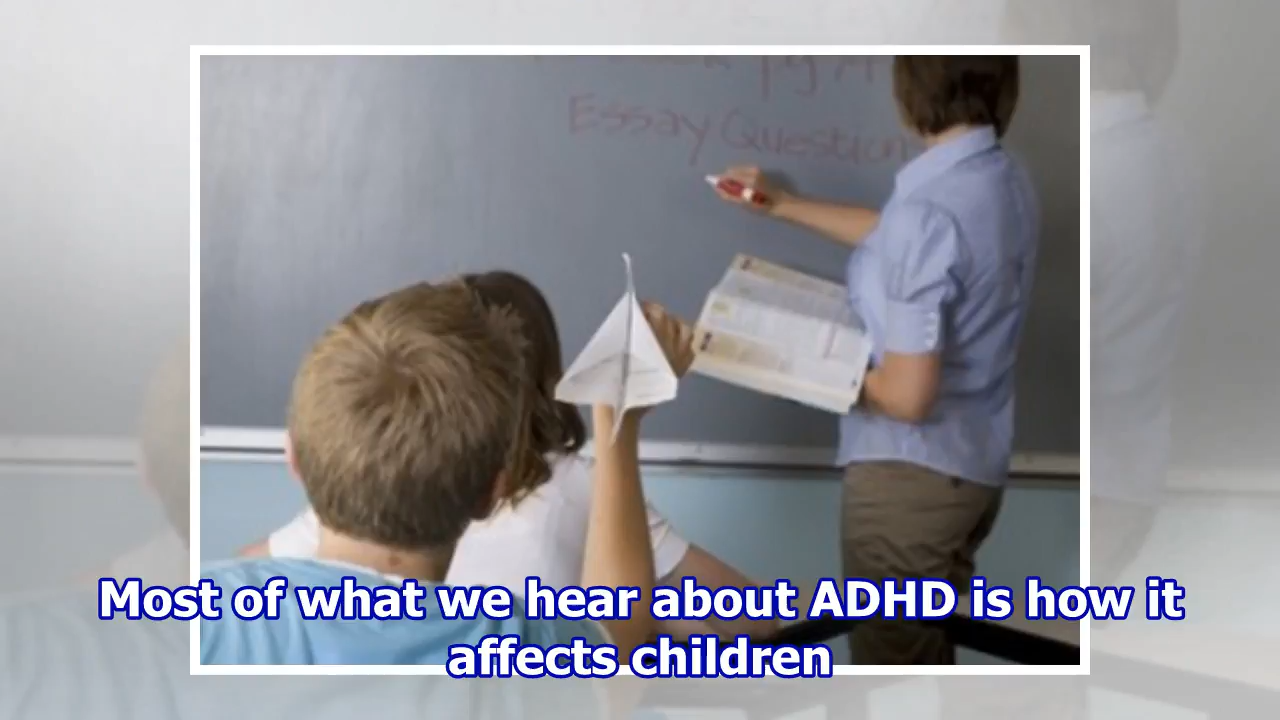 Essay Question
Most of what we hear about ADHD is how it
affects children